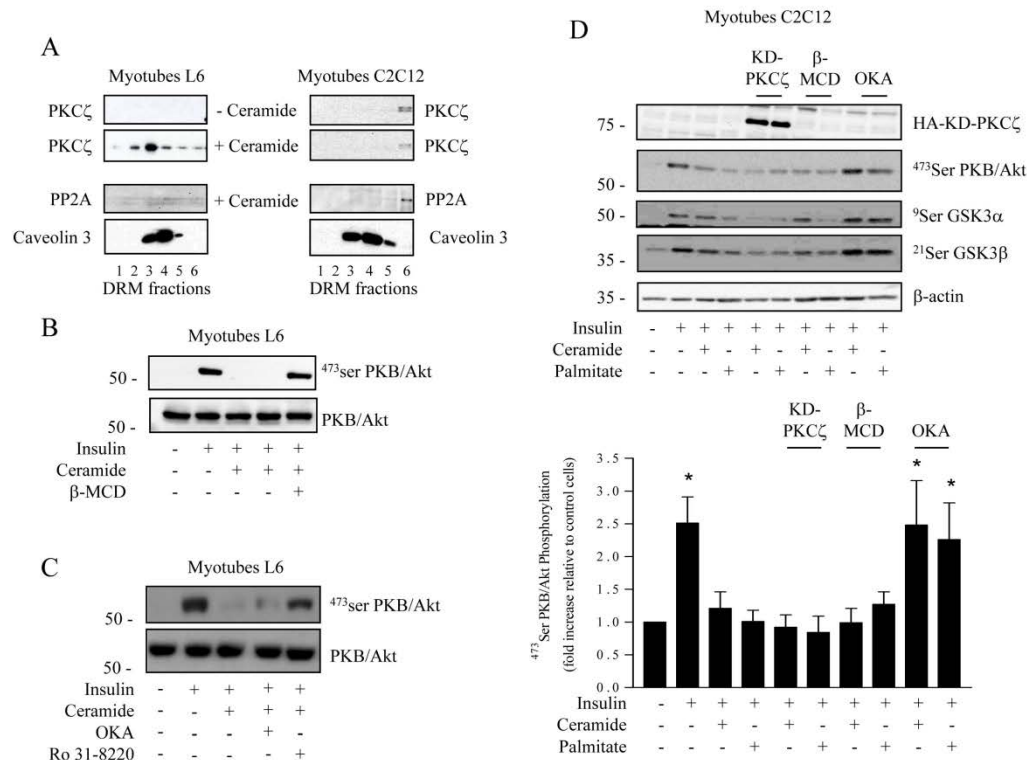 A
Myotubes L6 Myotubes C2C12
PKCζ - Ceramide PKCζ
PKCζ + Ceramide PKCζ
PP2A + Ceramide PP2A
Caveolin 3 Caveolin 3
1 2 3 4 5 6 1 2 3 4 5 6
DRM fractions DRM fractions
B
Myotubes L6
50 - 473ser PKB/Akt
50 - PKB/Akt
Insulin - + + + +
Ceramide - - + + +
β-MCD - - - - +
C
Myotubes L6
50 - 473ser PKB/Akt
50 - PKB/Akt
Insulin - + + + +
Ceramide - - + + +
OKA - - - + -
Ro 31-8220 - - - - +
D
Myotubes C2C12
KD-PKCζ β-MCD OKA
75 - HA-KD-PKCζ
50 - 473Ser PKB/Akt
50 - 9Ser GSK3α
35 - 21Ser GSK3β
35 - β-actin
Insulin - + + + + + + + + +
Ceramide - - + - + - + - + -
Palmitate - - - + - + - + - +
KD-PKCζ β-MCD OKA
473Ser PKB/Akt Phosphorylation
(fold increase relative to control cells)
3.5
3.0
2.5
2.0
1.5
1.0
0.5
0.0
* * *
Insulin - + + + + + + + + +
Ceramide - - + - + - + - + -
Palmitate - - - + - + - + - +